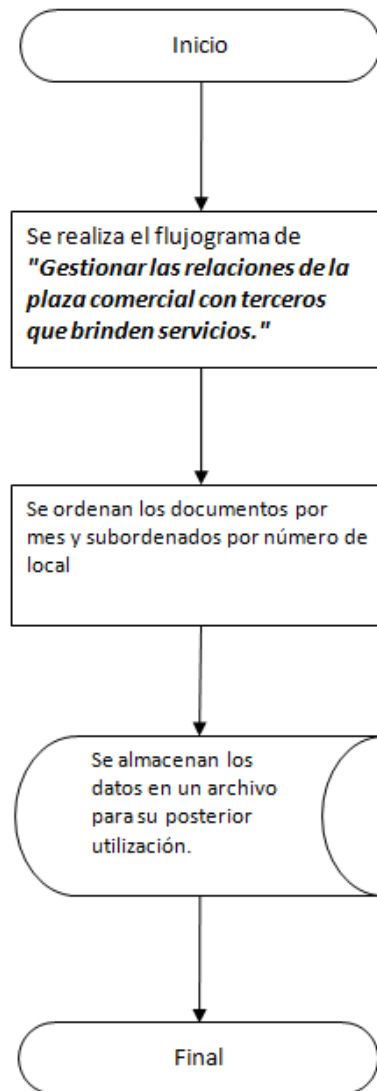 Inicio
Se realiza el flujograma de
"Gestionar las relaciones de la
plaza comercial con terceros
que brinden servicios."
Se ordenan los documentos por
mes y subordenados por número de
local
Se almacenan los
datos en un archivo
para su posterior
utilización.
Final